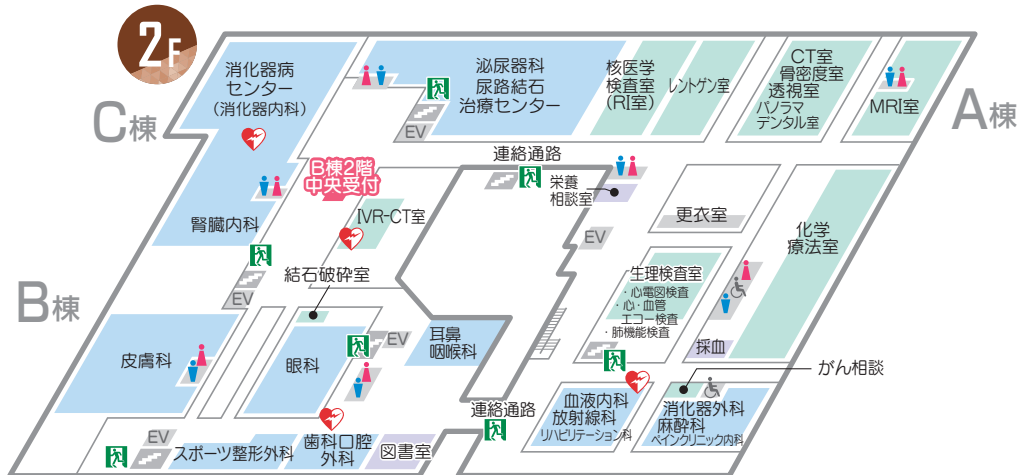 2F
消化器病
センター
(消化器内科)
C棟
腎臓内科
EV
泌尿器科
尿路結石
治療センター
EV
核医学
検査室
(RI室)
レントゲン室
CT室
骨密度室
透視室
パノラマ
デンタル室
MRI室
A棟
B棟2階
中央受付
IVR-CT室
連絡通路
栄養
相談室
EV
更衣室
化学
療法室
生理検査室
・心電図検査
・心・血管
エコー検査
・肺機能検査
採血
B棟
結石破砕室
皮膚科
眼科
EV
耳鼻
咽喉科
がん相談
連絡通路
血液内科
放射線科
リハビリテーション科
消化器外科
麻酔科
ペインクリニック内科
EV
スポーツ整形外科
歯科口腔
外科
図書室